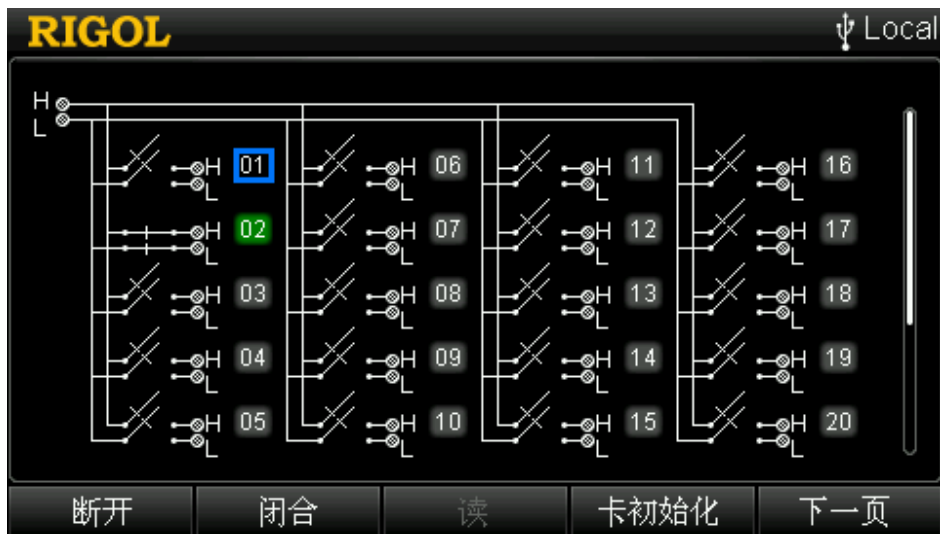 RIGOL Local
H
L
H 01 H 06 H 11 H 16
L L L L
H 02 H 07 H 12 H 17
L L L L
H 03 H 08 H 13 H 18
L L L L
H 04 H 09 H 14 H 19
L L L L
H 05 H 10 H 15 H 20
L L L L
断开 闭合 读 卡初始化 下一页